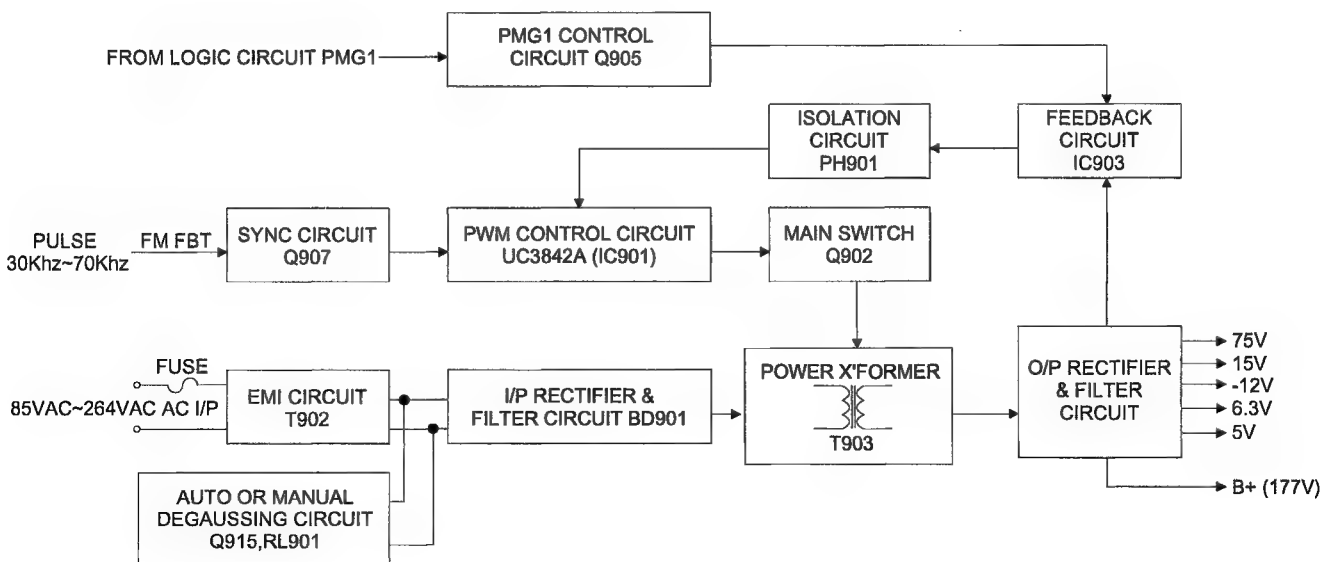 PMG1 CONTROL
CIRCUIT Q905
FROM LOGIC CIRCUIT PMG1
ISOLATION
CIRCUIT
PH901
FEEDBACK
CIRCUIT
IC903
PULSE
30Khz~70Khz
FM FBT
SYNC CIRCUIT
Q907
PWM CONTROL CIRCUIT
UC3842A (IC901)
MAIN SWITCH
Q902
FUSE
85VAC~264VAC AC I/P
EMI CIRCUIT
T902
I/P RECTIFIER &
FILTER CIRCUIT BD901
POWER X'FORMER
T903
O/P RECTIFIER
& FILTER
CIRCUIT
75V
15V
-12V
6.3V
5V
B+ (177V)
AUTO OR MANUAL
DEGAUSSING CIRCUIT
Q915,RL901